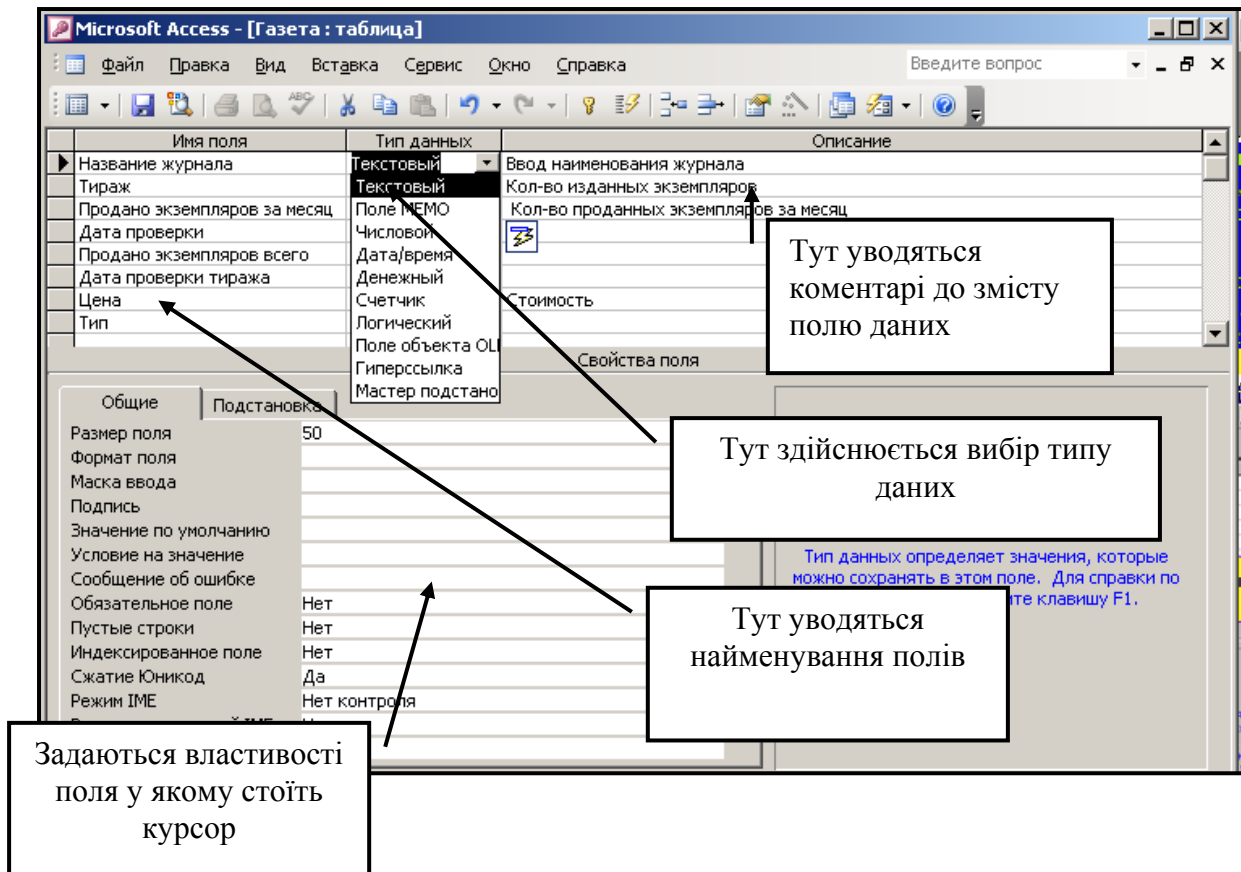 Microsoft Access - [Газета : таблица]
Файл Правка Вид Вставка Сервис Окно Справка Введите вопрос
Имя поля Тип данных Описание
Название журнала Текстовый Ввод наименования журнала
Тираж Текстовый Кол-во изданных экземпляров
Продано экземпляров за месяц Поле МЕМО Кол-во проданных экземпляров за месяц
Дата проверки Числовой
Продано экземпляров всего Дата/время
Дата проверки тиража Денежный
Цена Счетчик Стоимость
Тип Логический
Поле объекта OLE
Гиперссылка
Мастер подстано
Тут уводяться
коментарі до змісту
полю даних
Свойства поля
Общие Подстановка
Размер поля 50
Формат поля
Маска ввода
Подпись
Значение по умолчанию
Условие на значение
Сообщение об ошибке
Обязательное поле Нет
Пустые строки Нет
Индексированное поле Нет
Сжатие Юникод Да
Режим IME Нет контроля
Тут здійснюється вибір типу
даних
Тип данных определяет значения, которые
можно сохранять в этом поле. Для справки по
клавишу F1.
Тут уводяться
найменування полів
Задаються властивості
поля у якому стоїть
курсор